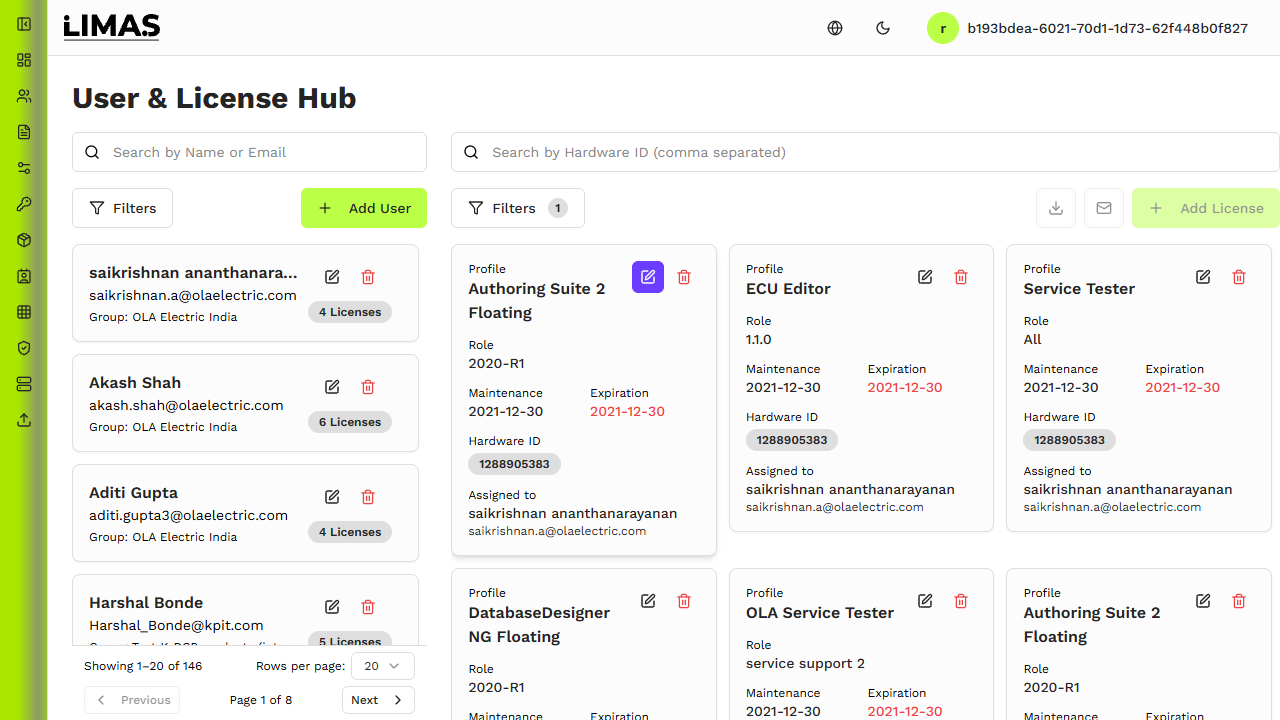 LIMAS
r
b193bdea-6021-70d1-1d73-62f448b0f827
User & License Hub
Search by Name or Email
Search by Hardware ID (comma separated)
Filters
Add User
Filters 1
Add License
saikrishnan ananthanara...
saikrishnan.a@olaelectric.com
Group: OLA Electric India
4 Licenses
Akash Shah
akash.shah@olaelectric.com
Group: OLA Electric India
6 Licenses
Aditi Gupta
aditi.gupta3@olaelectric.com
Group: OLA Electric India
4 Licenses
Harshal Bonde
Harshal_Bonde@kpit.com
5 Licenses
Showing 1–20 of 146
Rows per page: 20
Previous
Page 1 of 8
Next
Profile
Authoring Suite 2
Floating
Role
2020-R1
Maintenance Expiration
2021-12-30 2021-12-30
Hardware ID
1288905383
Assigned to
saikrishnan ananthanarayanan
saikrishnan.a@olaelectric.com
Profile
ECU Editor
Role
1.1.0
Maintenance Expiration
2021-12-30 2021-12-30
Hardware ID
1288905383
Assigned to
saikrishnan ananthanarayanan
saikrishnan.a@olaelectric.com
Profile
Service Tester
Role
All
Maintenance Expiration
2021-12-30 2021-12-30
Hardware ID
1288905383
Assigned to
saikrishnan ananthanarayanan
saikrishnan.a@olaelectric.com
Profile
DatabaseDesigner
NG Floating
Role
2020-R1
Maintenance Expiration
Profile
OLA Service Tester
Role
service support 2
Maintenance Expiration
2021-12-30 2021-12-30
Profile
Authoring Suite 2
Floating
Role
2020-R1
Maintenance Expiration